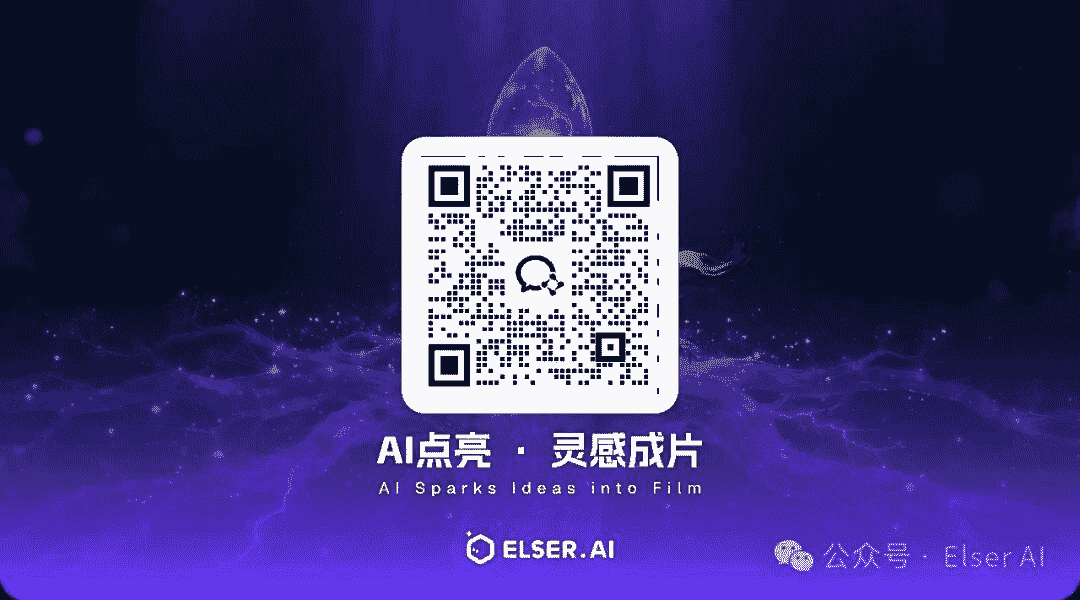 AI点亮 · 灵感成片
AI Sparks Ideas into Film
ELSER.AI
公众号 · Elser AI